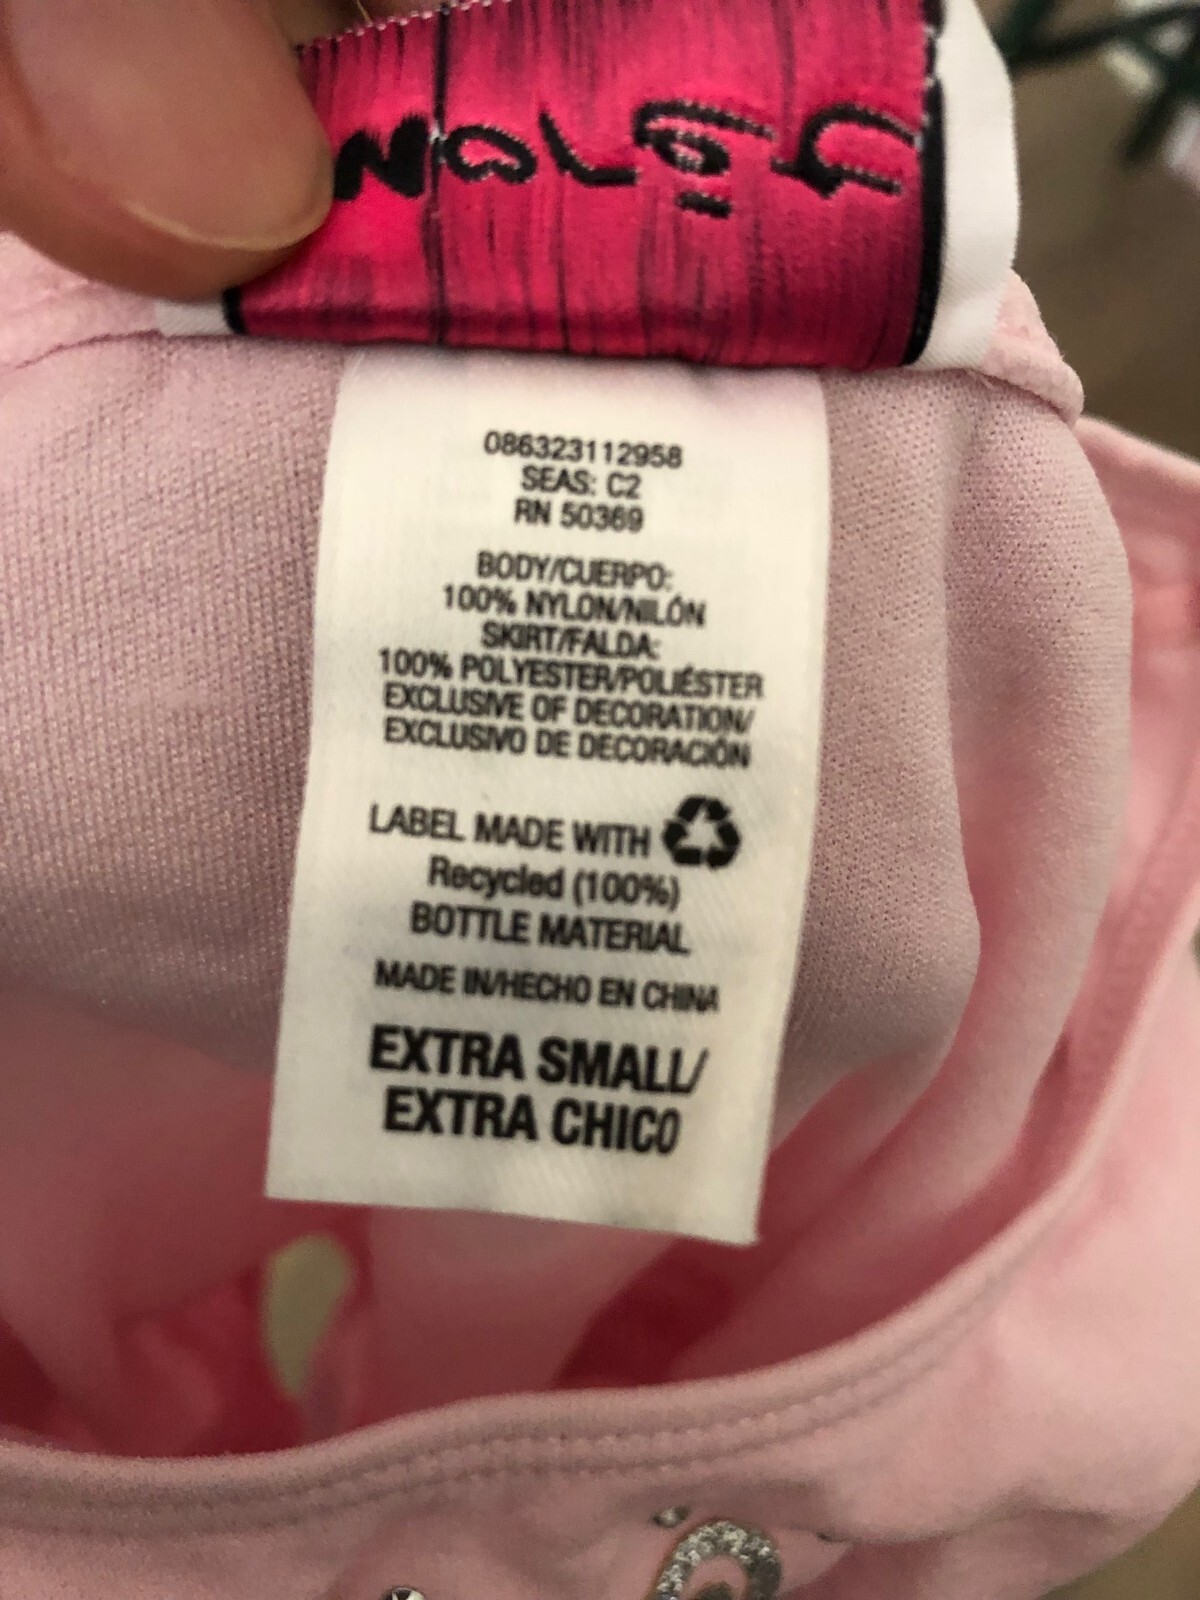 086323112958
SEAS: C2
RN 50369
BODY/CUERPO:
100% NYLON/NILÓN
SKIRT/FALDA:
100% POLYESTER/POLIÉSTER
EXCLUSIVE OF DECORATION/
EXCLUSIVO DE DECORACIÓN
LABEL MADE WITH
Recycled (100%)
BOTTLE MATERIAL
MADE IN/HECHO EN CHINA
EXTRA SMALL/
EXTRA CHICO